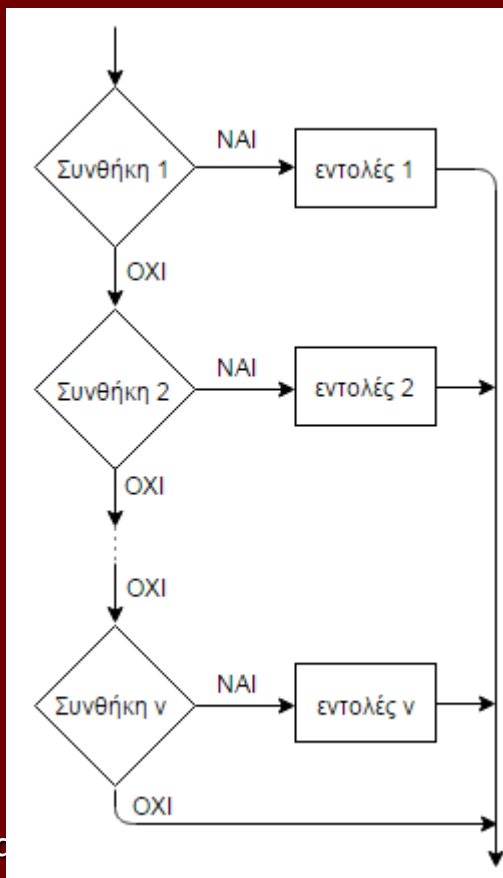 ΝΑΙ
Συνθήκη 1
εντολές 1
ΟΧΙ
ΝΑΙ
Συνθήκη 2
εντολές 2
ΟΧΙ
ΟΧΙ
ΝΑΙ
Συνθήκη ν
εντολές ν
ΟΧΙ